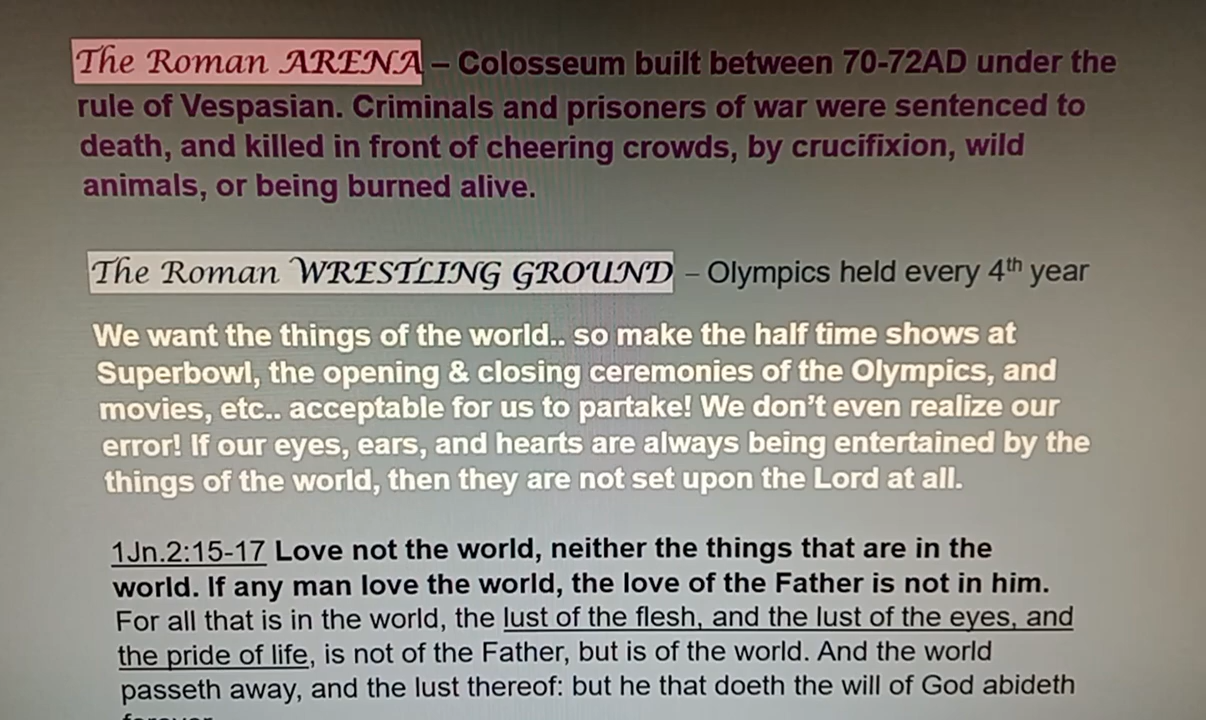 The Roman ARENA – Colosseum built between 70-72AD under the
rule of Vespasian. Criminals and prisoners of war were sentenced to
death, and killed in front of cheering crowds, by crucifixion, wild
animals, or being burned alive.
The Roman WRESTLING GROUND – Olympics held every 4th year
We want the things of the world.. so make the half time shows at
Superbowl, the opening & closing ceremonies of the Olympics, and
movies, etc.. acceptable for us to partake! We don't even realize our
error! If our eyes, ears, and hearts are always being entertained by the
things of the world, then they are not set upon the Lord at all.
1Jn.2:15-17 Love not the world, neither the things that are in the
world. If any man love the world, the love of the Father is not in him.
For all that is in the world, the lust of the flesh, and the lust of the eyes, and
the pride of life, is not of the Father, but is of the world. And the world
passeth away, and the lust thereof: but he that doeth the will of God abideth